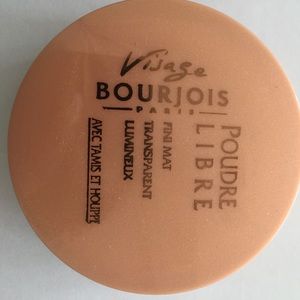 Visage
BOURJOIS
PARIS
POUDRE
LIBRE
FINI MAT
TRANSPARENT
LUMINEUX
AVEC TAMIS ET HOUPPE